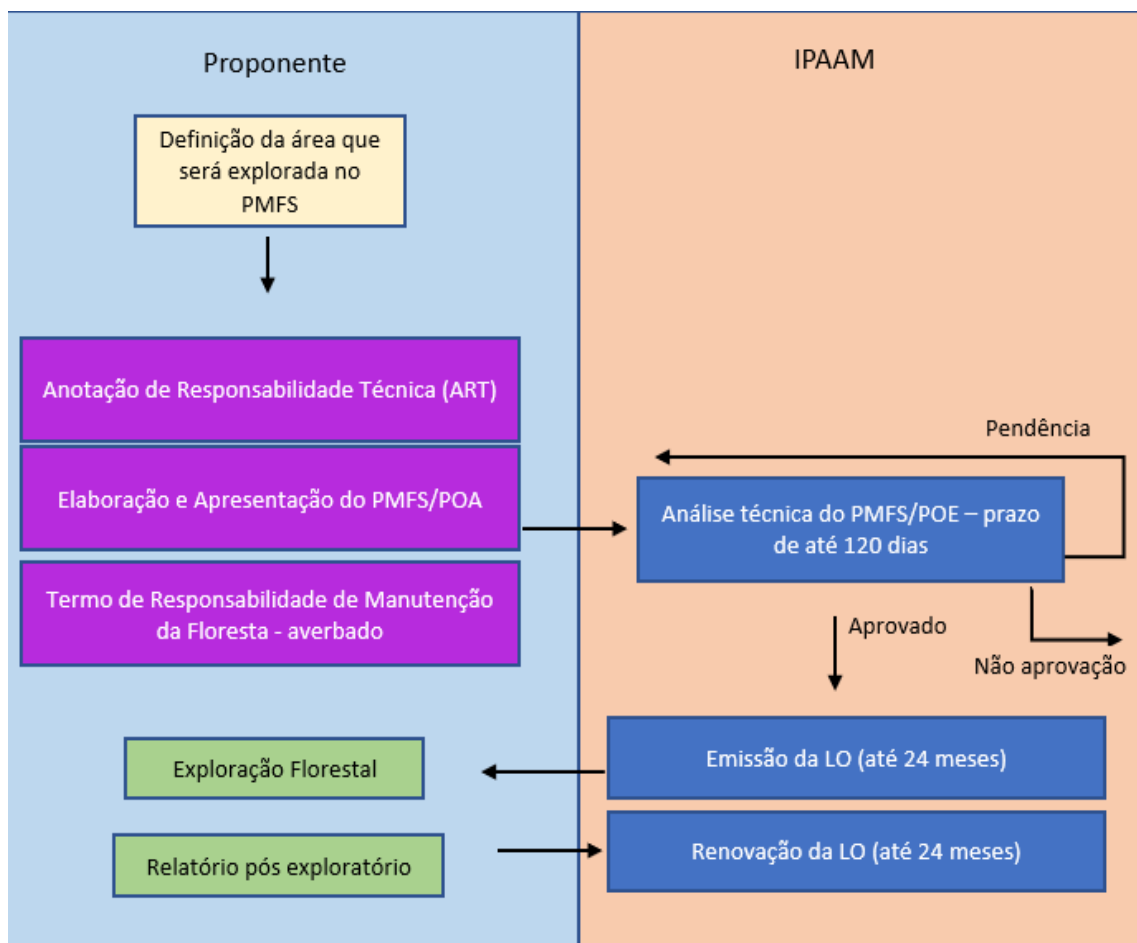 Proponente
IPAAM
Definição da área que
será explorada no
PMFS
Anotação de Responsabilidade Técnica (ART)
Elaboração e Apresentação do PMFS/POA
Termo de Responsabilidade de Manutenção
da Floresta - averbado
Pendência
Análise técnica do PMFS/POE – prazo
de até 120 dias
Aprovado
Não aprovação
Exploração Florestal
Emissão da LO (até 24 meses)
Relatório pós exploratório
Renovação da LO (até 24 meses)